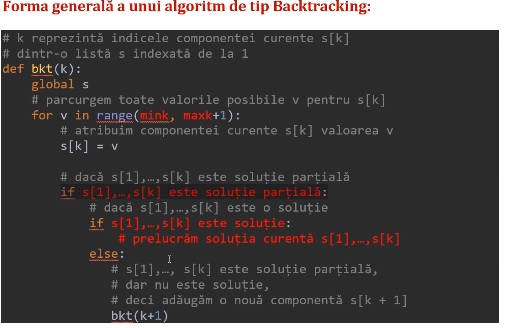 Forma generală a unui algoritm de tip Backtracking:
# k reprezintă indicele componentei curente s[k]
# dintr-o listă s indexată de la 1
def bkt(k):
global s
# parcurgem toate valorile posibile v pentru s[k]
for v in range(mink, maxk+1):
# atribuim componentei curente s[k] valoarea v
s[k] = v
# dacă s[1],…,s[k] este soluție parțială
if s[1],…,s[k] este soluție parțială:
# dacă s[1],…,s[k] este o soluție
if s[1],…,s[k] este soluție:
# prelucrăm soluția curentă s[1],…,s[k]
else:
# s[1],…, s[k] este soluție parțială,
# dar nu este soluție,
# deci adăugăm o nouă componentă s[k + 1]
bkt(k+1)